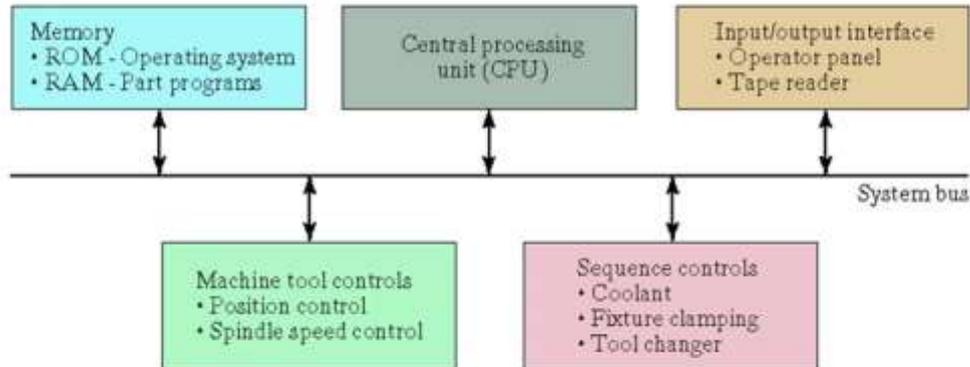 Memory
• ROM - Operating system
• RAM - Part programs
Central processing
unit (CPU)
Input/output interface
• Operator panel
• Tape reader
System bus
Machine tool controls
• Position control
• Spindle speed control
Sequence controls
• Coolant
• Fixture clamping
• Tool changer